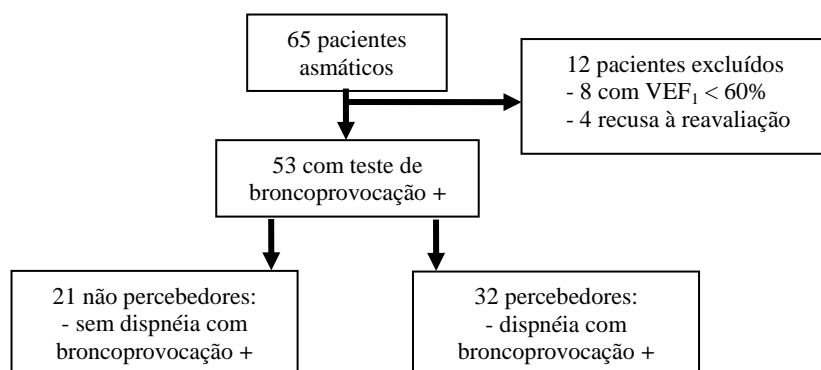 65 pacientes
asmáticos
12 pacientes excluídos
- 8 com VEF₁ < 60%
- 4 recusa à reavaliação
53 com teste de
broncoprovocação +
21 não percebedores:
- sem dispnéia com
broncoprovocação +
32 percebedores:
- dispnéia com
broncoprovocação +